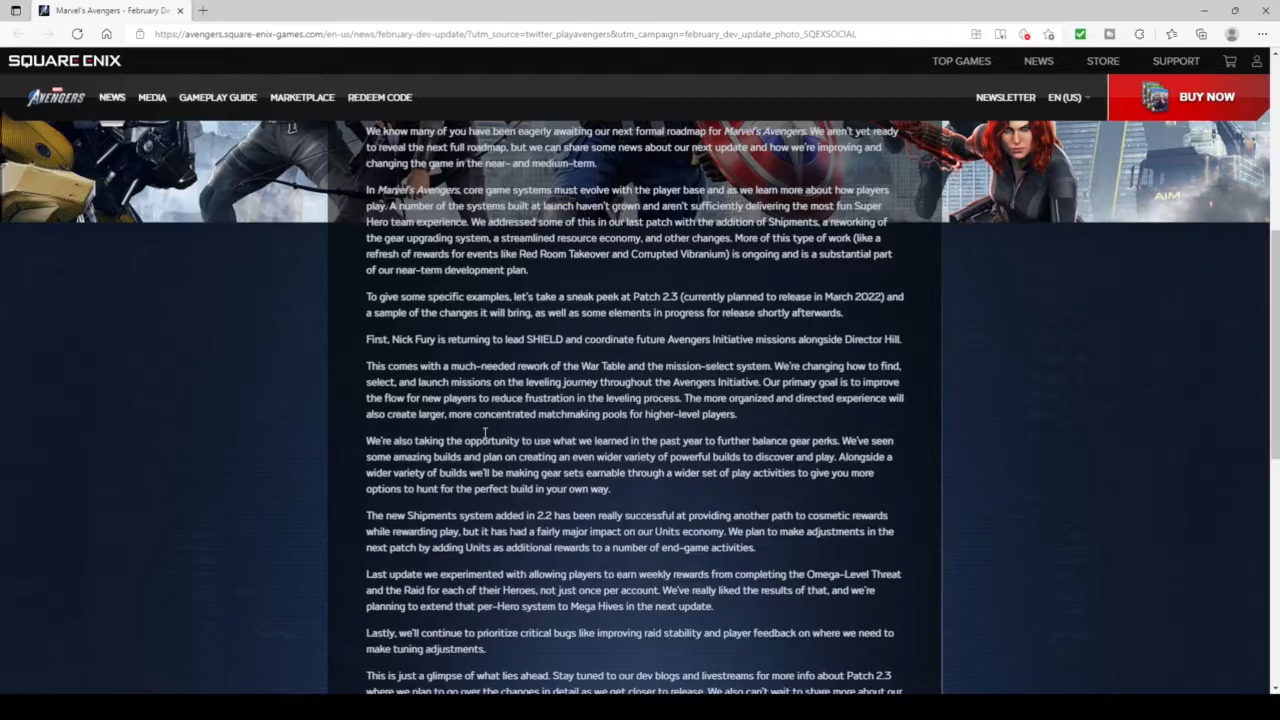 Marvel's Avengers - February De
https://avengers.square-enix-games.com/en-us/news/february-dev-update/?utm_source=twitter_playavengers&utm_campaign=february_dev_update_photo_SQEXSOCIAL
SQUARE ENIX
TOP GAMES NEWS STORE SUPPORT
MARVEL AVENGERS NEWS MEDIA GAMEPLAY GUIDE MARKETPLACE REDEEM CODE NEWSLETTER EN (US) BUY NOW
We know many of you have been eagerly awaiting our next formal roadmap for Marvel's Avengers. We aren't yet ready
to reveal the next full roadmap, but we can share some news about our next update and how we're improving and
changing the game in the near- and medium-term.
AIM
In Marvel's Avengers, core game systems must evolve with the player base and as we learn more about how players
play. A number of the systems built at launch haven't grown and aren't sufficiently delivering the most fun Super
Hero team experience. We addressed some of this in our last patch with the addition of Shipments, a reworking of
the gear upgrading system, a streamlined resource economy, and other changes. More of this type of work (like a
refresh of rewards for events like Red Room Takeover and Corrupted Vibranium) is ongoing and is a substantial part
of our near-term development plan.
To give some specific examples, let's take a sneak peek at Patch 2.3 (currently planned to release in March 2022) and
a sample of the changes it will bring, as well as some elements in progress for release shortly afterwards.
First, Nick Fury is returning to lead SHIELD and coordinate future Avengers Initiative missions alongside Director Hill.
This comes with a much-needed rework of the War Table and the mission-select system. We're changing how to find,
select, and launch missions on the leveling journey throughout the Avengers Initiative. Our primary goal is to improve
the flow for new players to reduce frustration in the leveling process. The more organized and directed experience will
also create larger, more concentrated matchmaking pools for higher-level players.
We're also taking the opportunity to use what we learned in the past year to further balance gear perks. We've seen
some amazing builds and plan on creating an even wider variety of powerful builds to discover and play. Alongside a
wider variety of builds we'll be making gear sets earnable through a wider set of play activities to give you more
options to hunt for the perfect build in your own way.
The new Shipments system added in 2.2 has been really successful at providing another path to cosmetic rewards
while rewarding play, but it has had a fairly major impact on our Units economy. We plan to make adjustments in the
next patch by adding Units as additional rewards to a number of end-game activities.
Last update we experimented with allowing players to earn weekly rewards from completing the Omega-Level Threat
and the Raid for each of their Heroes, not just once per account. We've really liked the results of that, and we're
planning to extend that per-Hero system to Mega Hives in the next update.
Lastly, we'll continue to prioritize critical bugs like improving raid stability and player feedback on where we need to
make tuning adjustments.
This is just a glimpse of what lies ahead. Stay tuned to our dev blogs and livestreams for more info about Patch 2.3
where we plan to go over the changes in detail as we get closer to release. We also can't wait to share more about our